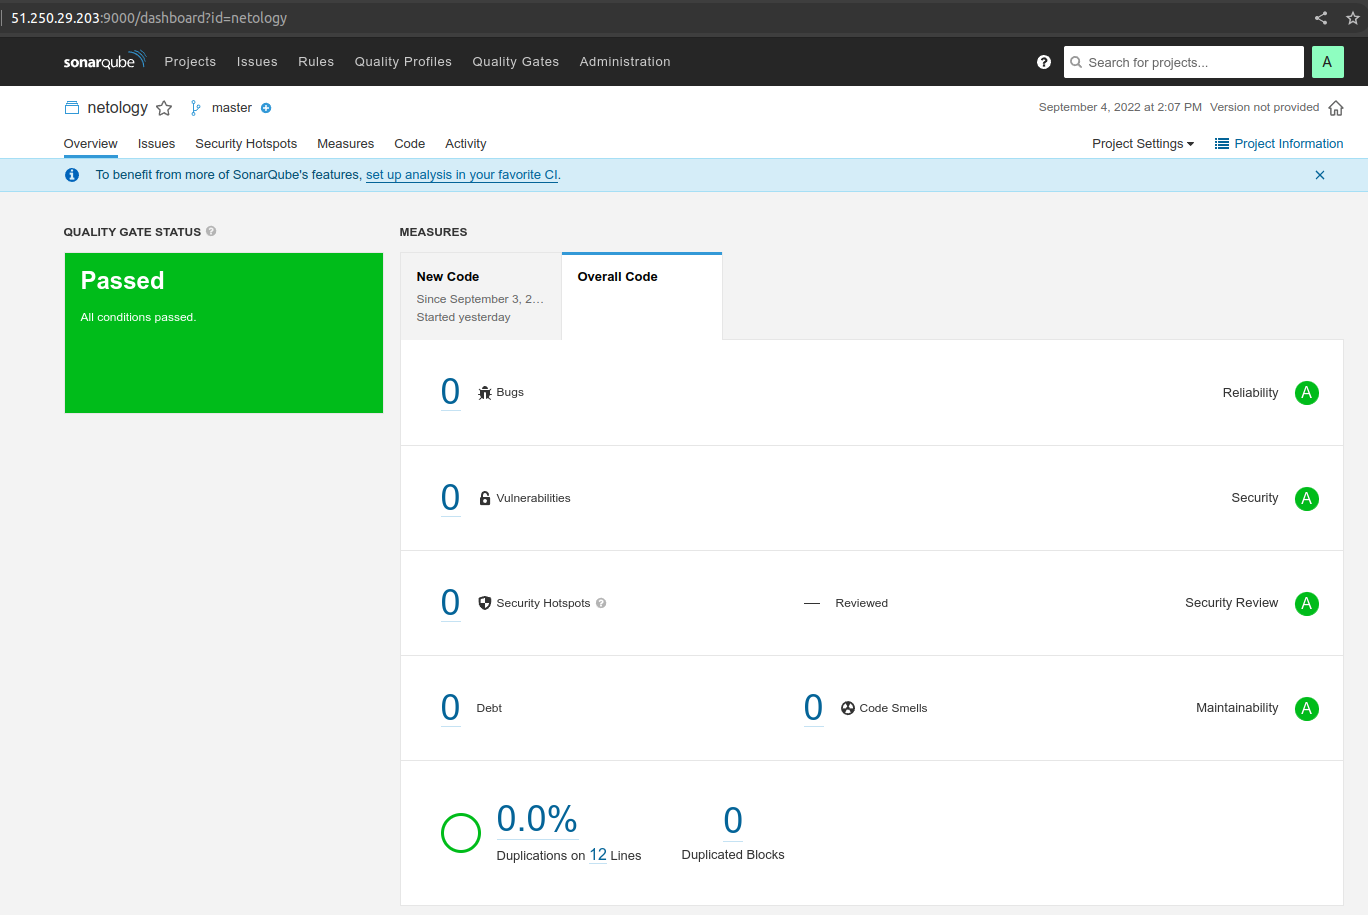 51.250.29.203:9000/dashboard?id=netology
sonarqube Projects Issues Rules Quality Profiles Quality Gates Administration ? Search for projects... A
netology master September 4, 2022 at 2:07 PM Version not provided
Overview Issues Security Hotspots Measures Code Activity Project Settings Project Information
To benefit from more of SonarQube's features, set up analysis in your favorite CI.
QUALITY GATE STATUS ? MEASURES
Passed
All conditions passed.
New Code
Since September 3, 2…
Started yesterday
Overall Code
0 Bugs Reliability A
0 Vulnerabilities Security A
0 Security Hotspots ? — Reviewed Security Review A
0 Debt 0 Code Smells Maintainability A
0.0% 0
Duplications on 12 Lines Duplicated Blocks